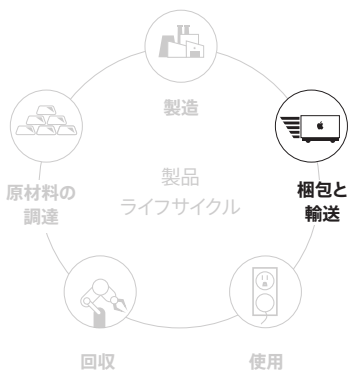 製造
梱包と
輸送
製品
ライフサイクル
原材料の
調達
回収
使用